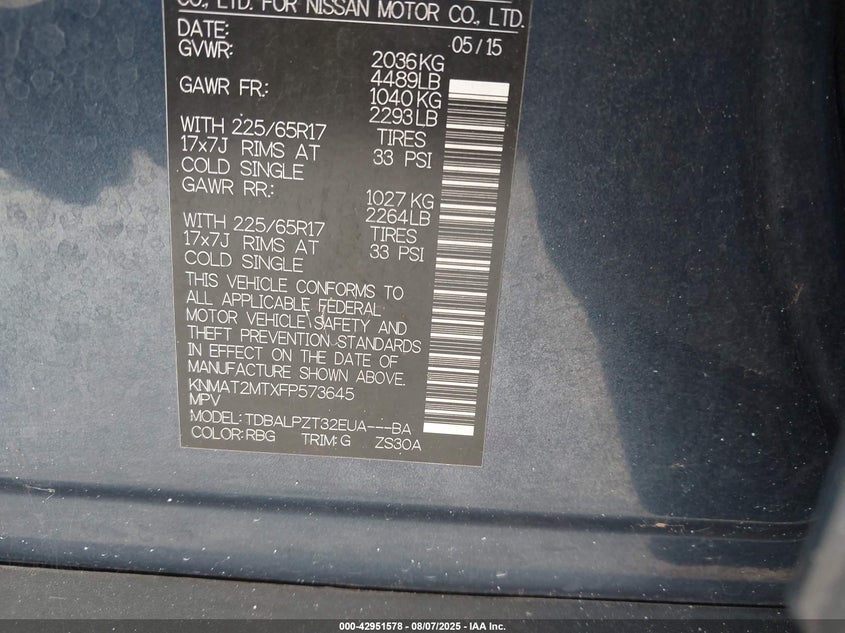 CO., LTD. FOR NISSAN MOTOR CO., LTD.
DATE: 05/15
GVWR: 2036KG
4489LB
GAWR FR: 1040KG
2293LB
WITH 225/65R17 TIRES
17x7J RIMS AT 33 PSI
COLD SINGLE
GAWR RR: 1027KG
2264LB
WITH 225/65R17 TIRES
17x7J RIMS AT 33 PSI
COLD SINGLE
THIS VEHICLE CONFORMS TO
ALL APPLICABLE FEDERAL
MOTOR VEHICLE SAFETY AND
THEFT PREVENTION STANDARDS
IN EFFECT ON THE DATE OF
MANUFACTURE SHOWN ABOVE.
KNMAT2MTXFP573645
MPV
MODEL: TDBALPZT32EUA---BA
COLOR: RBG TRIM: G ZS30A
000-42951578 - 08/07/2025 - IAA Inc.